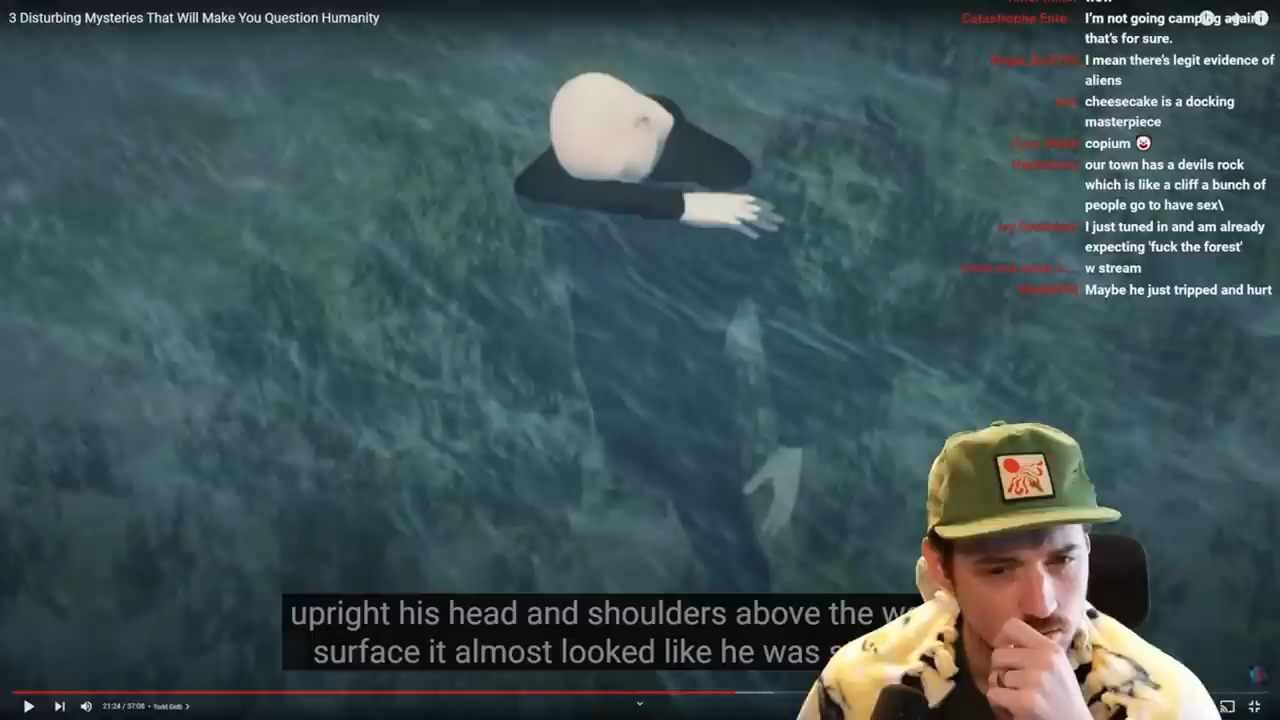 3 Disturbing Mysteries That Will Make You Question Humanity
I'm not going camping again
that's for sure.
I mean there's legit evidence of
aliens
cheesecake is a docking
masterpiece
copium
our town has a devils rock
which is like a cliff a bunch of
people go to have sex\
I just tuned in and am already
expecting 'fuck the forest'
w stream
Maybe he just tripped and hurt
upright his head and shoulders above the
surface it almost looked like he was
21:24 / 37:08 • Todd Grib